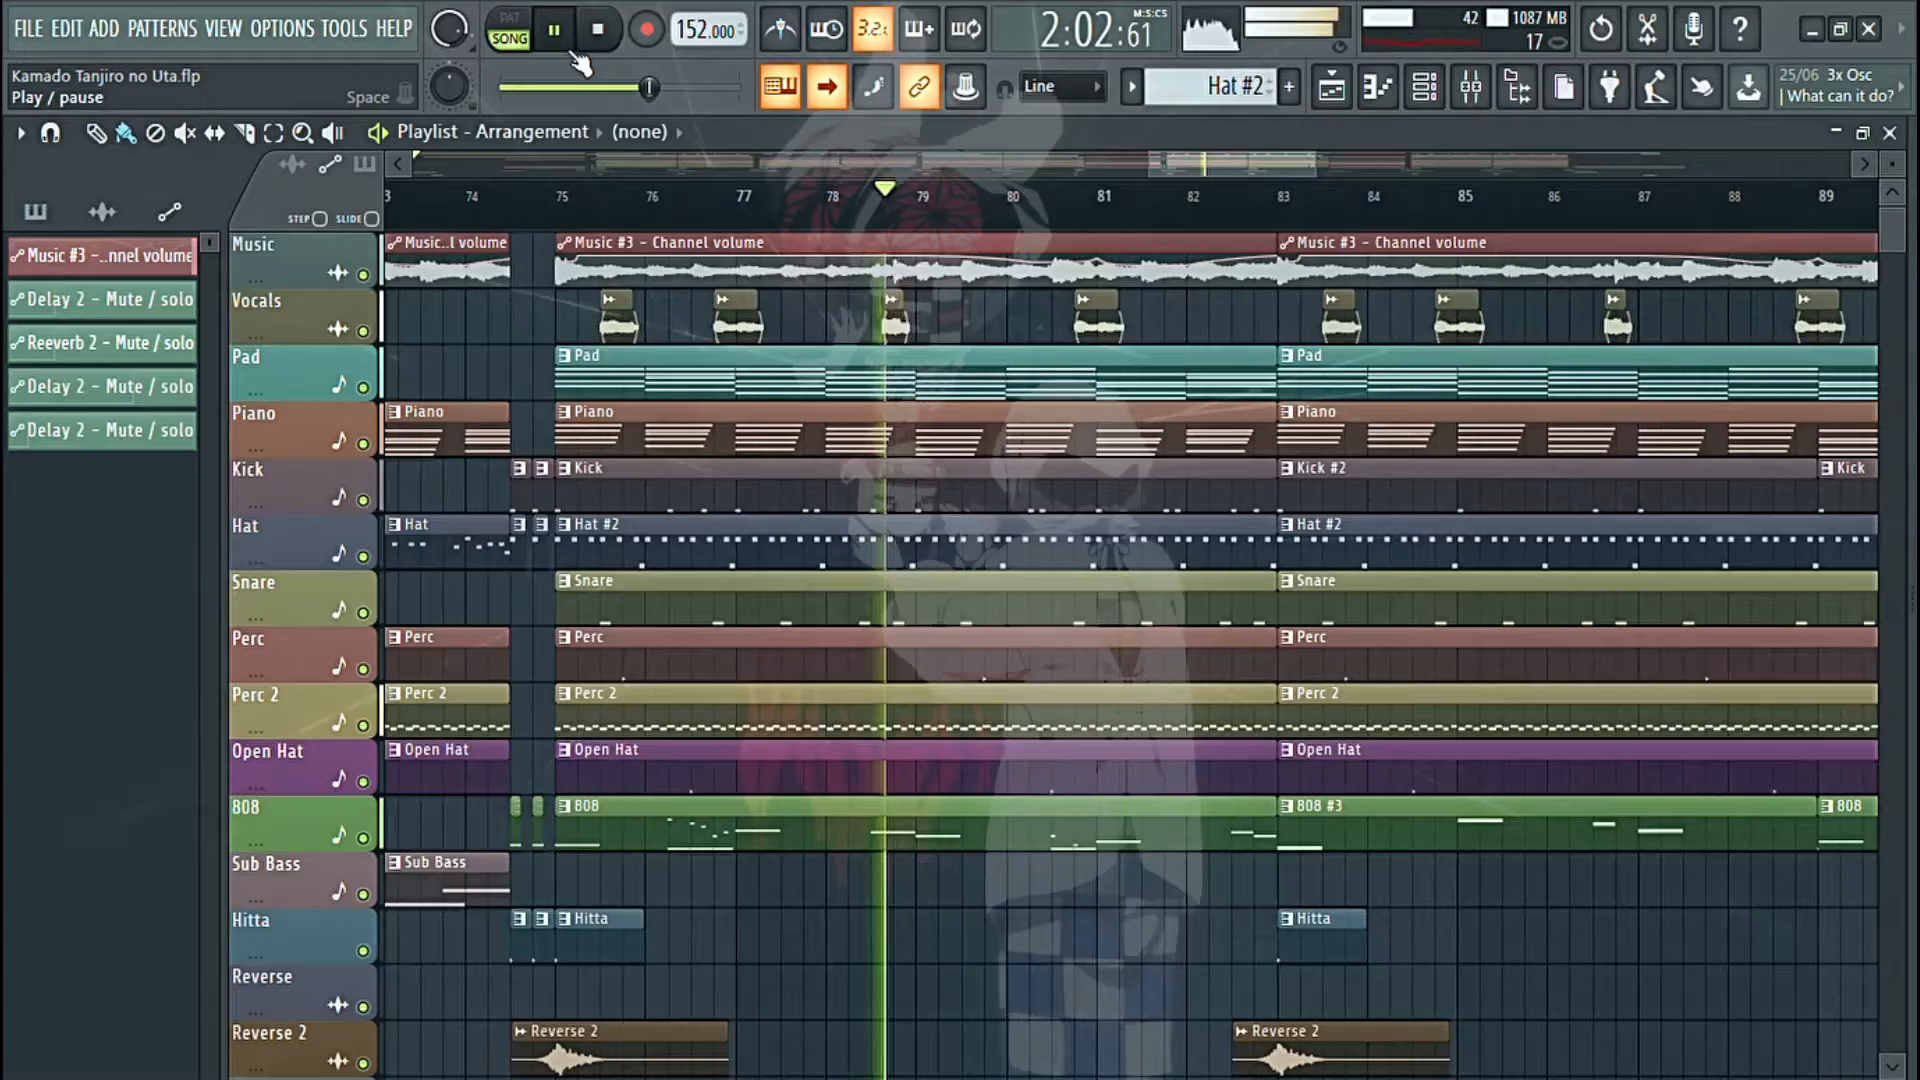 FILE EDIT ADD PATTERNS VIEW OPTIONS TOOLS HELP
PAT
SONG
152.000
3.2
2:02:61
M:S:CS
42
1087 MB
17
Kamado Tanjiro no Uta.flp
Play / pause
Space
Line
Hat #2
25/06 3x Osc
| What can it do?
Playlist - Arrangement ▸ (none) ▸
STEP SLIDE
3 74 75 76 77 78 79 80 81 82 83 84 85 86 87 88 89
Music #3 -..nnel volume
Delay 2 - Mute / solo
Reeverb 2 - Mute / solo
Delay 2 - Mute / solo
Delay 2 - Mute / solo
Music
Music..l volume
Music #3 - Channel volume
Music #3 - Channel volume
Vocals
Pad
Pad
Pad
Piano
Piano
Piano
Piano
Kick
Kick
Kick #2
Kick
Hat
Hat
Hat #2
Hat #2
Snare
Snare
Snare
Perc
Perc
Perc
Perc
Perc 2
Perc 2
Perc 2
Perc 2
Open Hat
Open Hat
Open Hat
Open Hat
808
808
808 #3
808
Sub Bass
Sub Bass
Hitta
Hitta
Hitta
Reverse
Reverse 2
Reverse 2
Reverse 2